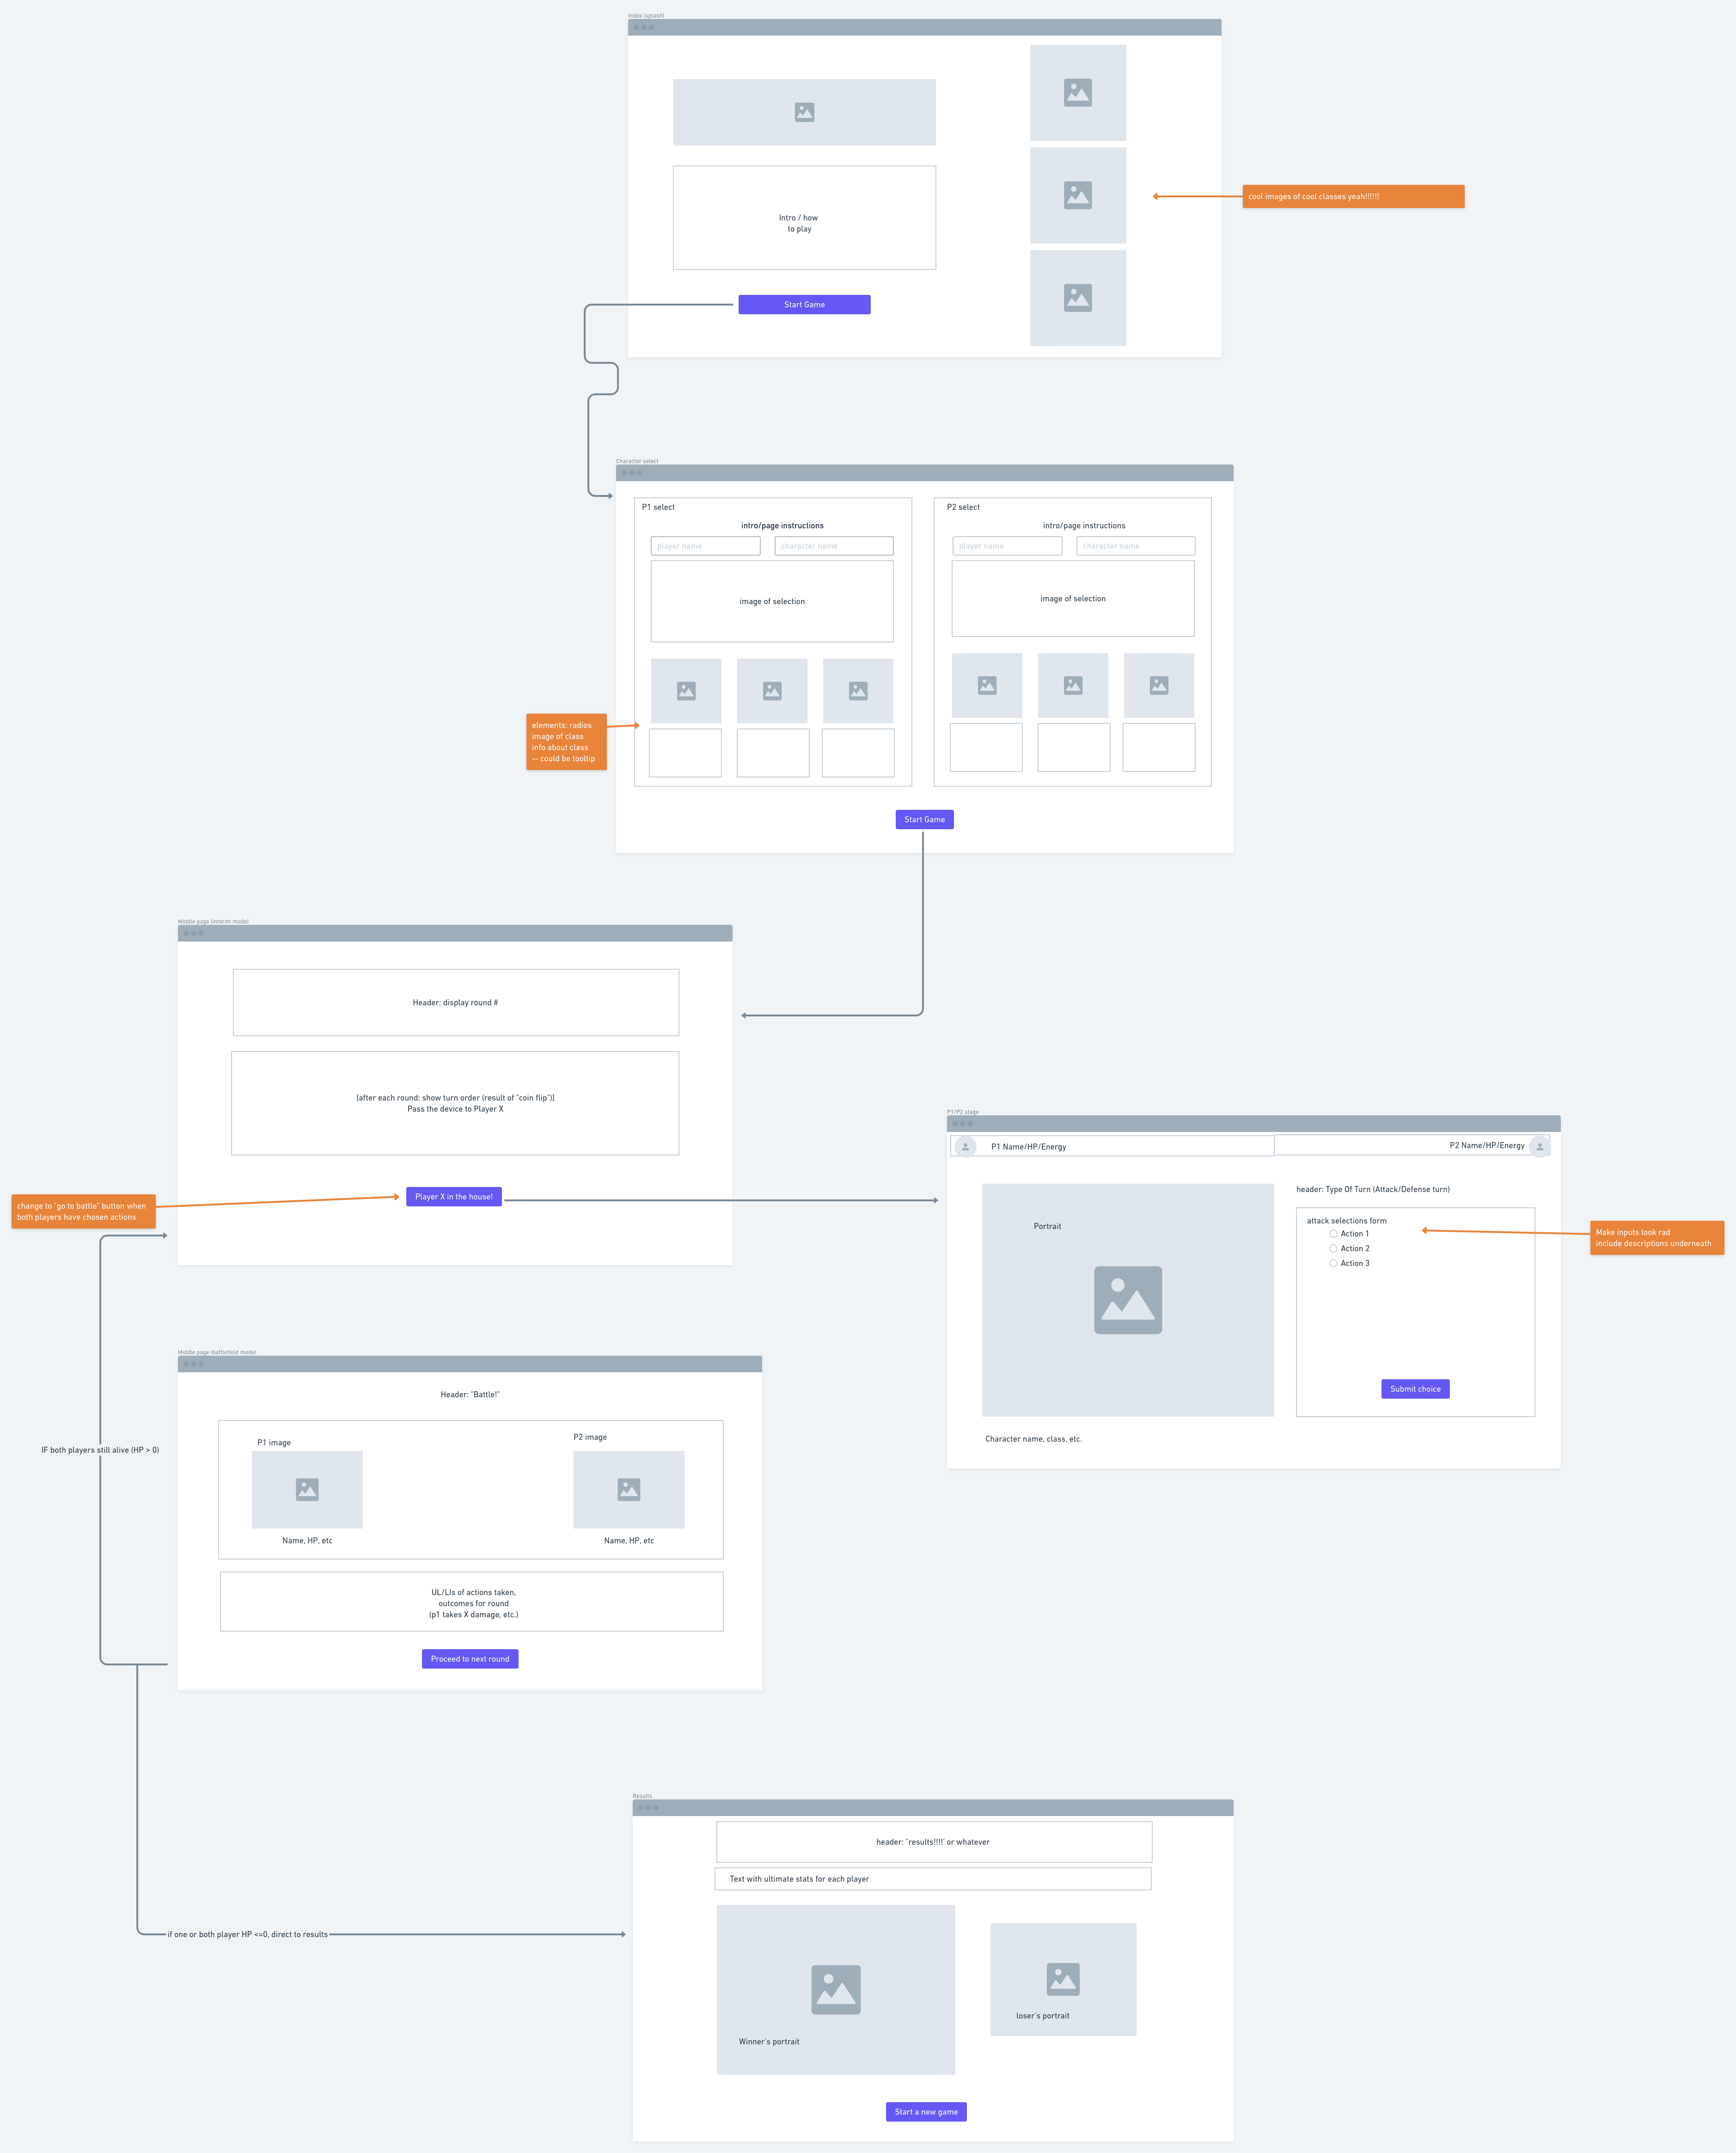 Index (splash)
cool images of cool classes yeah!!!!!!
Intro / how
to play
Start Game
Character select
P1 select
intro/page instructions
player name
character name
image of selection
P2 select
intro/page instructions
player name
character name
image of selection
elements: radios
image of class
info about class
-- could be tooltip
Start Game
Middle page (interim mode)
Header: display round #
[after each round: show turn order (result of "coin flip")]
Pass the device to Player X
Player X in the house!
change to "go to battle" button when
both players have chosen actions
P1/P2 stage
P1 Name/HP/Energy
P2 Name/HP/Energy
Portrait
header: Type Of Turn (Attack/Defense turn)
attack selections form
Action 1
Action 2
Action 3
Make inputs look rad
include descriptions underneath
Submit choice
Character name, class, etc.
Middle page (battlefield mode)
Header: "Battle!"
P1 image
P2 image
Name, HP, etc
Name, HP, etc
UL/LIs of actions taken,
outcomes for round
(p1 takes X damage, etc.)
Proceed to next round
IF both players still alive (HP > 0)
if one or both player HP <=0, direct to results
Results
header: "results!!!!' or whatever
Text with ultimate stats for each player
Winner's portrait
loser's portrait
Start a new game